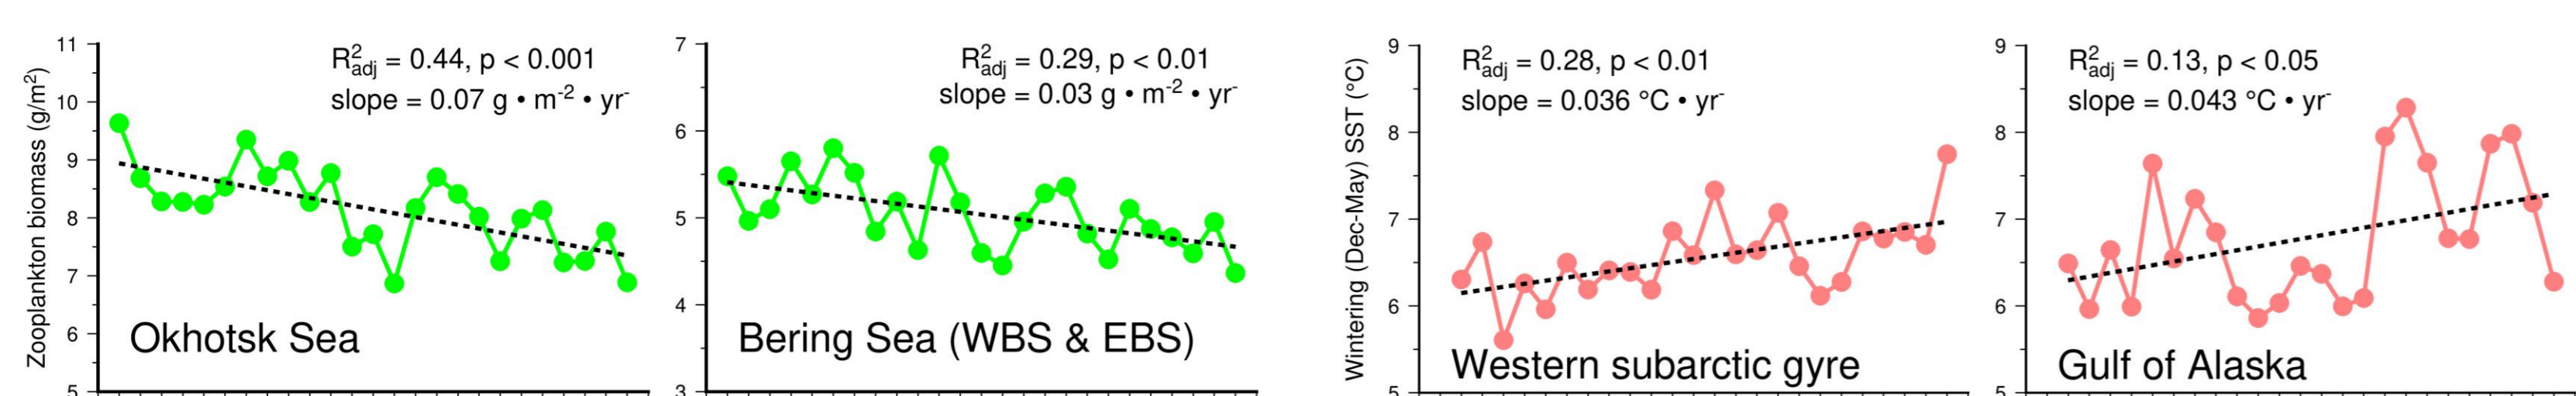 Zooplankton biomass (g/m²)
11
10
9
8
7
6
5
R²adj = 0.44, p < 0.001
slope = 0.07 g • m⁻² • yr⁻
Okhotsk Sea
7
6
5
4
3
R²adj = 0.29, p < 0.01
slope = 0.03 g • m⁻² • yr⁻
Bering Sea (WBS & EBS)
Wintering (Dec-May) SST (°C)
9
8
7
6
5
R²adj = 0.28, p < 0.01
slope = 0.036 °C • yr⁻
Western subarctic gyre
9
8
7
6
5
R²adj = 0.13, p < 0.05
slope = 0.043 °C • yr⁻
Gulf of Alaska